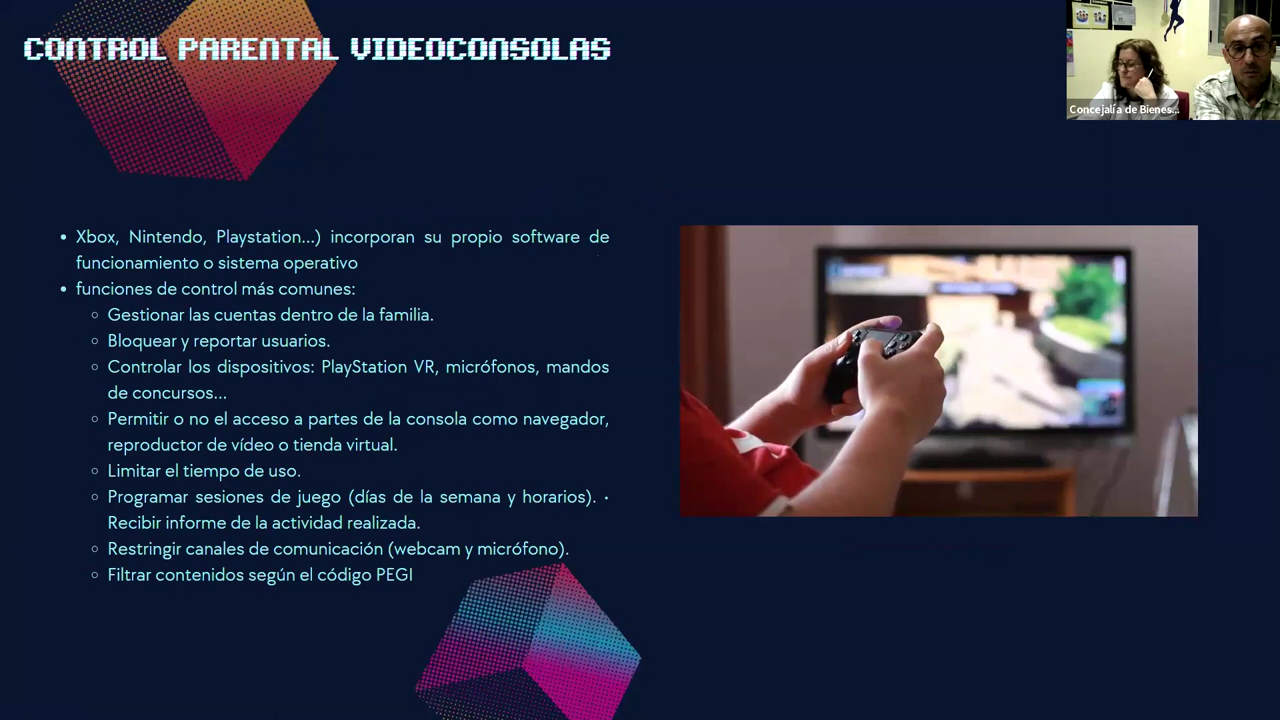 CONTROL PARENTAL VIDEOCONSOLAS
Concejalía de Bienes...
• Xbox, Nintendo, Playstation...) incorporan su propio software de
funcionamiento o sistema operativo
• funciones de control más comunes:
○ Gestionar las cuentas dentro de la familia.
○ Bloquear y reportar usuarios.
○ Controlar los dispositivos: PlayStation VR, micrófonos, mandos
de concursos...
○ Permitir o no el acceso a partes de la consola como navegador,
reproductor de vídeo o tienda virtual.
○ Limitar el tiempo de uso.
○ Programar sesiones de juego (días de la semana y horarios). •
Recibir informe de la actividad realizada.
○ Restringir canales de comunicación (webcam y micrófono).
○ Filtrar contenidos según el código PEGI